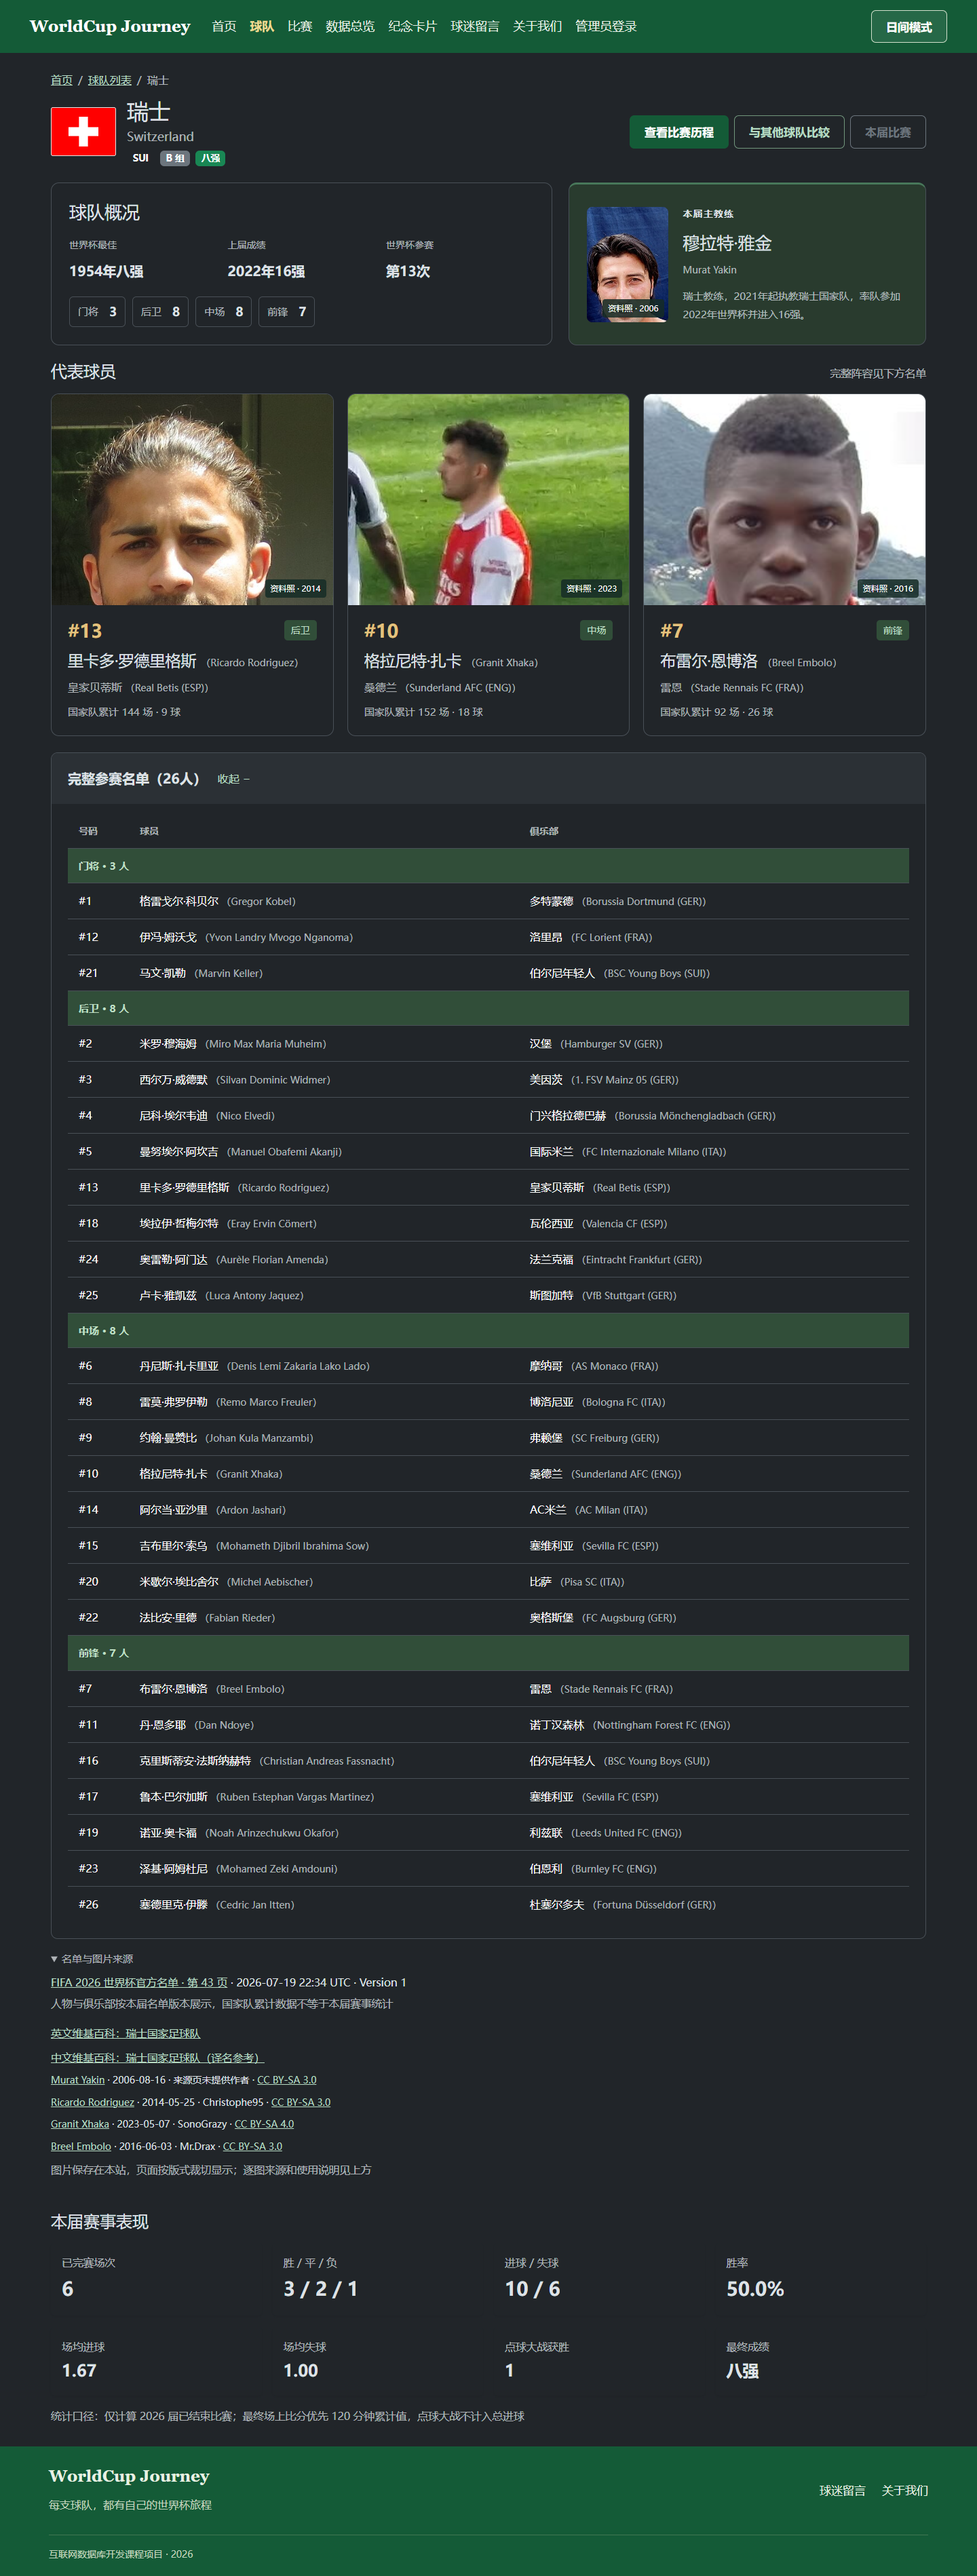 WorldCup Journey 首页 球队 比赛 数据总览 纪念卡片 球迷留言 关于我们 管理员登录 日间模式
首页 / 球队列表 / 瑞士
瑞士
Switzerland
SUI B 组 八强
查看比赛历程 与其他球队比较 本届比赛
球队概况
世界杯最佳 上届成绩 世界杯参赛
1954年八强 2022年16强 第13次
门将 3 后卫 8 中场 8 前锋 7
资料照 · 2006
本届主教练
穆拉特·雅金
Murat Yakin
瑞士教练，2021年起执教瑞士国家队，率队参加
2022年世界杯并进入16强。
代表球员 完整阵容见下方名单
资料照 · 2014
#13 后卫
里卡多·罗德里格斯 （Ricardo Rodriguez）
皇家贝蒂斯 （Real Betis (ESP)）
国家队累计 144 场 · 9 球
资料照 · 2023
#10 中场
格拉尼特·扎卡 （Granit Xhaka）
桑德兰 （Sunderland AFC (ENG)）
国家队累计 152 场 · 18 球
资料照 · 2016
#7 前锋
布雷尔·恩博洛 （Breel Embolo）
雷恩 （Stade Rennais FC (FRA)）
国家队累计 92 场 · 26 球
完整参赛名单（26人） 收起 −
号码 球员 俱乐部
门将 • 3 人
#1 格雷戈尔·科贝尔 （Gregor Kobel） 多特蒙德 （Borussia Dortmund (GER)）
#12 伊冯·姆沃戈 （Yvon Landry Mvogo Nganoma） 洛里昂 （FC Lorient (FRA)）
#21 马文·凯勒 （Marvin Keller） 伯尔尼年轻人 （BSC Young Boys (SUI)）
后卫 • 8 人
#2 米罗·穆海姆 （Miro Max Maria Muheim） 汉堡 （Hamburger SV (GER)）
#3 西尔万·威德默 （Silvan Dominic Widmer） 美因茨 （1. FSV Mainz 05 (GER)）
#4 尼科·埃尔韦迪 （Nico Elvedi） 门兴格拉德巴赫 （Borussia Mönchengladbach (GER)）
#5 曼努埃尔·阿坎吉 （Manuel Obafemi Akanji） 国际米兰 （FC Internazionale Milano (ITA)）
#13 里卡多·罗德里格斯 （Ricardo Rodriguez） 皇家贝蒂斯 （Real Betis (ESP)）
#18 埃拉伊·哲梅尔特 （Eray Ervin Cömert） 瓦伦西亚 （Valencia CF (ESP)）
#24 奥雷勒·阿门达 （Aurèle Florian Amenda） 法兰克福 （Eintracht Frankfurt (GER)）
#25 卢卡·雅凯兹 （Luca Antony Jaquez） 斯图加特 （VfB Stuttgart (GER)）
中场 • 8 人
#6 丹尼斯·扎卡里亚 （Denis Lemi Zakaria Lako Lado） 摩纳哥 （AS Monaco (FRA)）
#8 雷莫·弗罗伊勒 （Remo Marco Freuler） 博洛尼亚 （Bologna FC (ITA)）
#9 约翰·曼赞比 （Johan Kula Manzambi） 弗赖堡 （SC Freiburg (GER)）
#10 格拉尼特·扎卡 （Granit Xhaka） 桑德兰 （Sunderland AFC (ENG)）
#14 阿尔当·亚沙里 （Ardon Jashari） AC米兰 （AC Milan (ITA)）
#15 吉布里尔·索乌 （Mohameth Djibril Ibrahima Sow） 塞维利亚 （Sevilla FC (ESP)）
#20 米歇尔·埃比舍尔 （Michel Aebischer） 比萨 （Pisa SC (ITA)）
#22 法比安·里德 （Fabian Rieder） 奥格斯堡 （FC Augsburg (GER)）
前锋 • 7 人
#7 布雷尔·恩博洛 （Breel Embolo） 雷恩 （Stade Rennais FC (FRA)）
#11 丹·恩多耶 （Dan Ndoye） 诺丁汉森林 （Nottingham Forest FC (ENG)）
#16 克里斯蒂安·法斯纳赫特 （Christian Andreas Fassnacht） 伯尔尼年轻人 （BSC Young Boys (SUI)）
#17 鲁本·巴尔加斯 （Ruben Estephan Vargas Martinez） 塞维利亚 （Sevilla FC (ESP)）
#19 诺亚·奥卡福 （Noah Arinzechukwu Okafor） 利兹联 （Leeds United FC (ENG)）
#23 泽基·阿姆杜尼 （Mohamed Zeki Amdouni） 伯恩利 （Burnley FC (ENG)）
#26 塞德里克·伊滕 （Cedric Jan Itten） 杜塞尔多夫 （Fortuna Düsseldorf (GER)）
▼ 名单与图片来源
FIFA 2026 世界杯官方名单 · 第 43 页 · 2026-07-19 22:34 UTC · Version 1
人物与俱乐部按本届名单版本展示，国家队累计数据不等于本届赛事统计
英文维基百科：瑞士国家足球队
中文维基百科：瑞士国家足球队（译名参考）
Murat Yakin · 2006-08-16 · 来源页未提供作者 · CC BY-SA 3.0
Ricardo Rodriguez · 2014-05-25 · Christophe95 · CC BY-SA 3.0
Granit Xhaka · 2023-05-07 · SonoGrazy · CC BY-SA 4.0
Breel Embolo · 2016-06-03 · Mr.Drax · CC BY-SA 3.0
图片保存在本站，页面按版式裁切显示；逐图来源和使用说明见上方
本届赛事表现
已完赛场次 胜 / 平 / 负 进球 / 失球 胜率
6 3 / 2 / 1 10 / 6 50.0%
场均进球 场均失球 点球大战获胜 最终成绩
1.67 1.00 1 八强
统计口径：仅计算 2026 届已结束比赛；最终场上比分优先 120 分钟累计值，点球大战不计入总进球
WorldCup Journey
每支球队，都有自己的世界杯旅程
球迷留言 关于我们
互联网数据库开发课程项目 · 2026